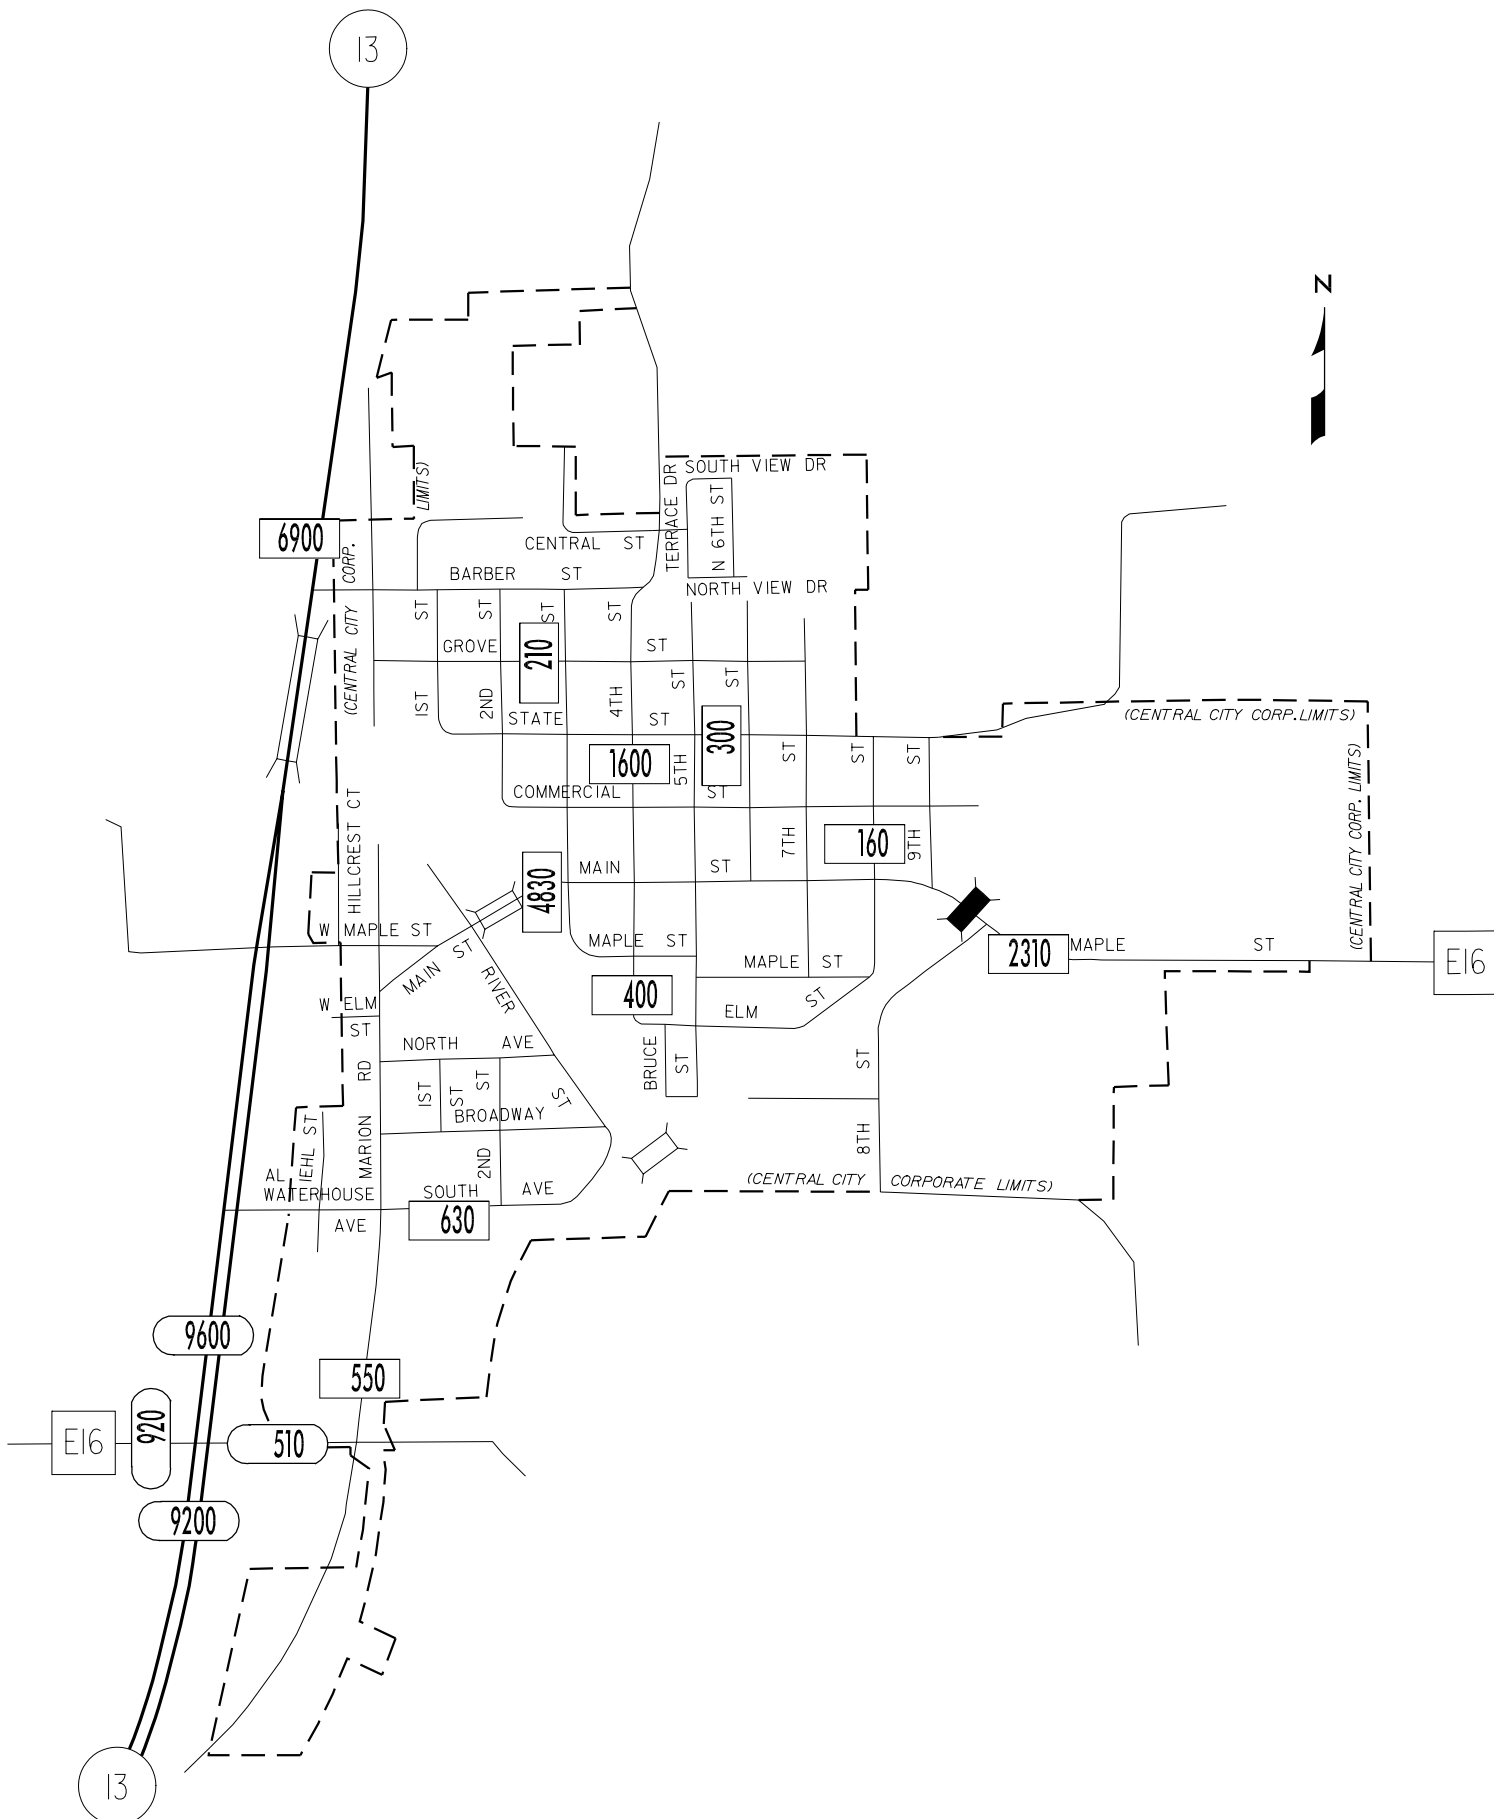 13
N
SOUTH VIEW DR
TERRACE DR
N 6TH ST
LIMITS)
6900
CENTRAL ST
CORP.
BARBER ST
NORTH VIEW DR
ST
ST
ST
ST
(CENTRAL CITY
GROVE ST
210
ST
ST
1ST
2ND
4TH
STATE ST
300
(CENTRAL CITY CORP. LIMITS)
1600
5TH
ST
ST
ST
COMMERCIAL ST
(CENTRAL CITY CORP. LIMITS)
HILLCREST CT
7TH
160
9TH
MAIN ST
4830
W MAPLE ST
MAPLE ST
2310
MAPLE ST
E16
MAIN ST
RIVER
MAPLE ST
W ELM
ST
400
ELM ST
NORTH AVE
BRUCE
ST
ST
RD
1ST
ST
ST
ST
BROADWAY
MARION
IEHL ST
2ND
8TH
AL
WATERHOUSE
AVE
SOUTH AVE
(CENTRAL CITY CORPORATE LIMITS)
630
9600
550
E16
920
510
9200
13